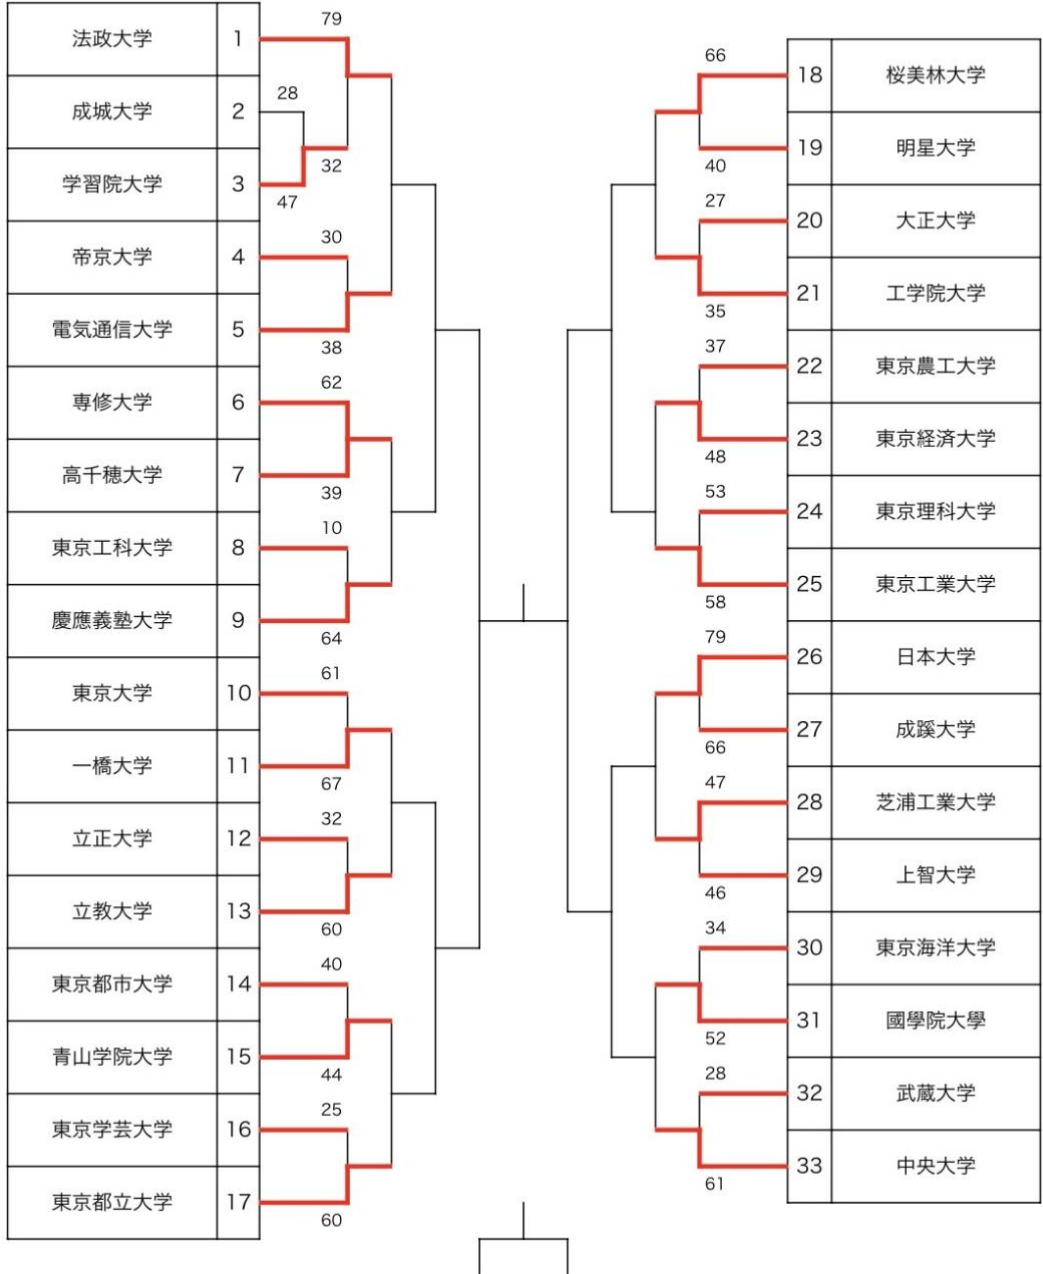 法政大学 1 79
成城大学 2 28
32
学習院大学 3 47
帝京大学 4 30
電気通信大学 5 38
専修大学 6 62
高千穂大学 7 39
東京工科大学 8 10
慶應義塾大学 9 64
東京大学 10 61
一橋大学 11 67
立正大学 12 32
立教大学 13 60
東京都市大学 14 40
青山学院大学 15 44
東京学芸大学 16 25
東京都立大学 17 60
66 18 桜美林大学
40 19 明星大学
27 20 大正大学
35 21 工学院大学
37 22 東京農工大学
48 23 東京経済大学
53 24 東京理科大学
58 25 東京工業大学
79 26 日本大学
66 27 成蹊大学
47 28 芝浦工業大学
46 29 上智大学
34 30 東京海洋大学
52 31 國學院大學
28 32 武蔵大学
61 33 中央大学